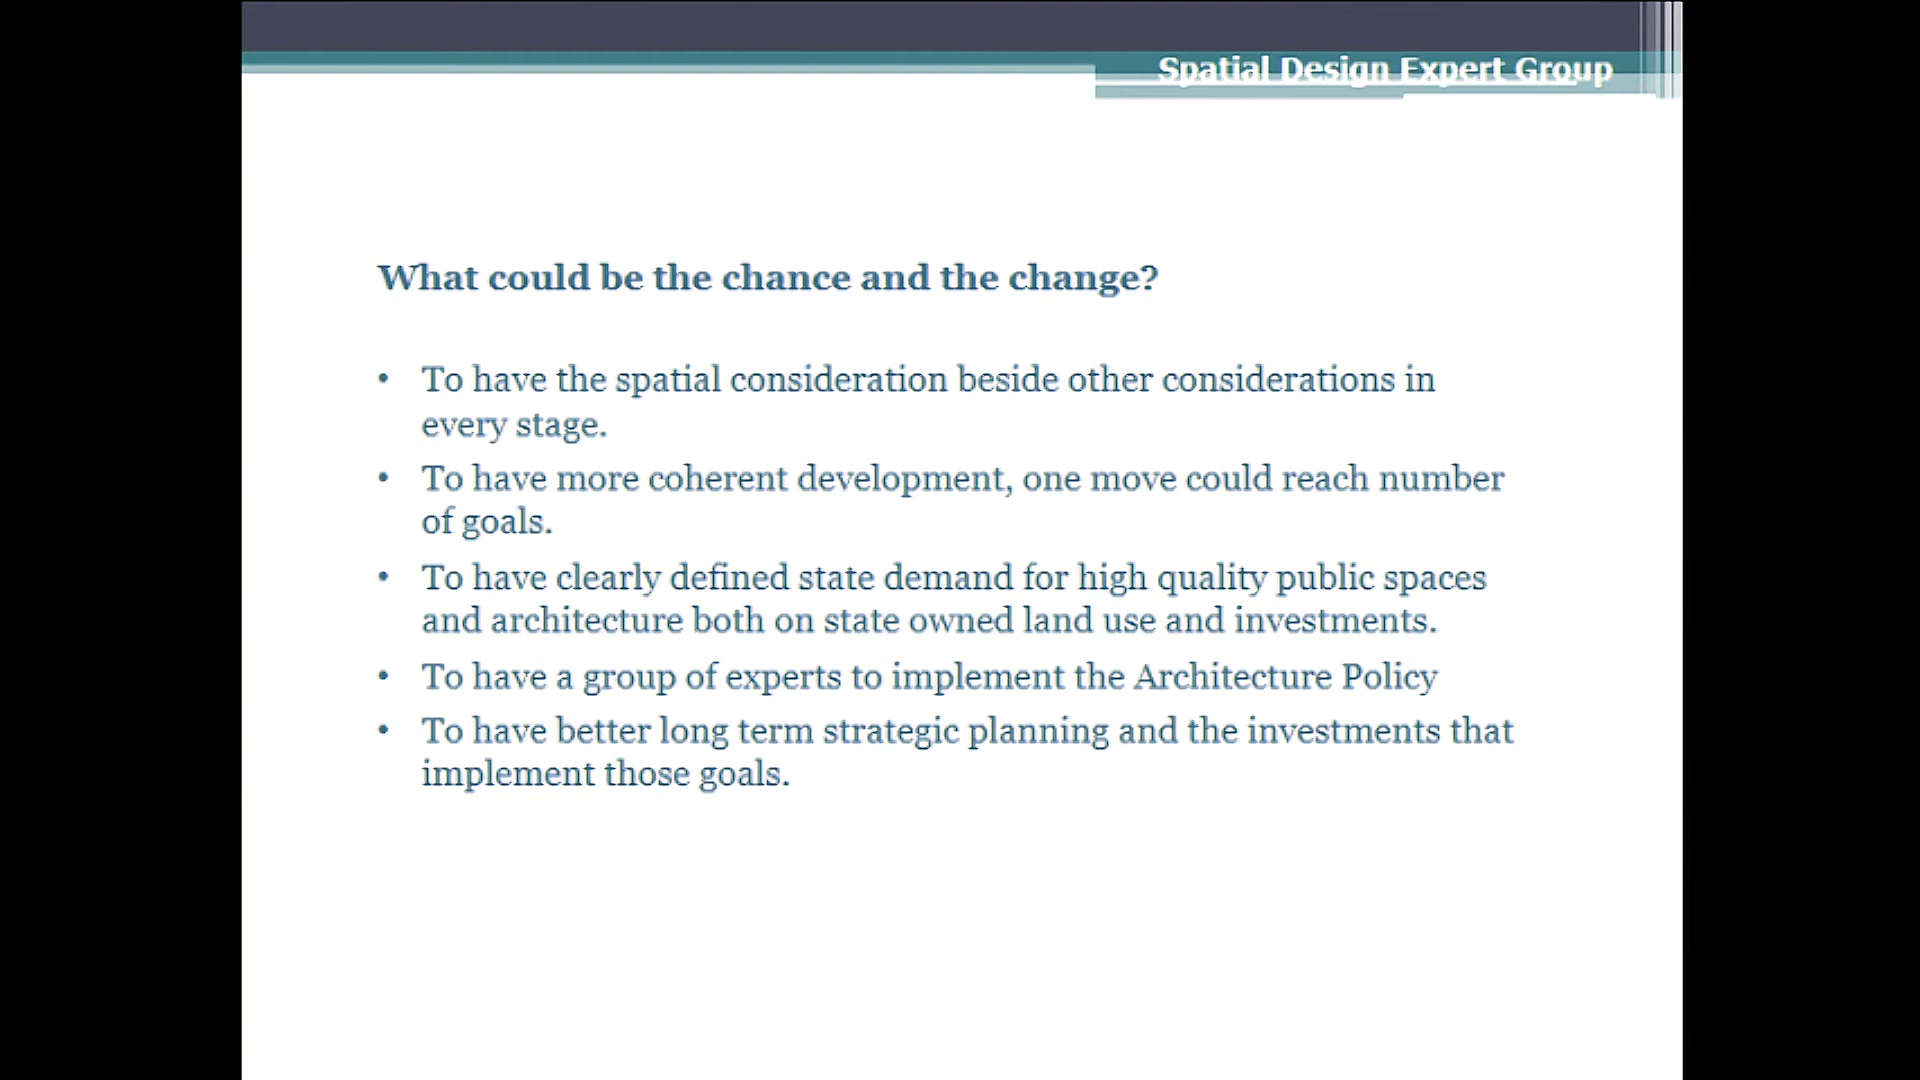 Spatial Design Expert Group
What could be the chance and the change?
• To have the spatial consideration beside other considerations in
every stage.
• To have more coherent development, one move could reach number
of goals.
• To have clearly defined state demand for high quality public spaces
and architecture both on state owned land use and investments.
• To have a group of experts to implement the Architecture Policy
• To have better long term strategic planning and the investments that
implement those goals.